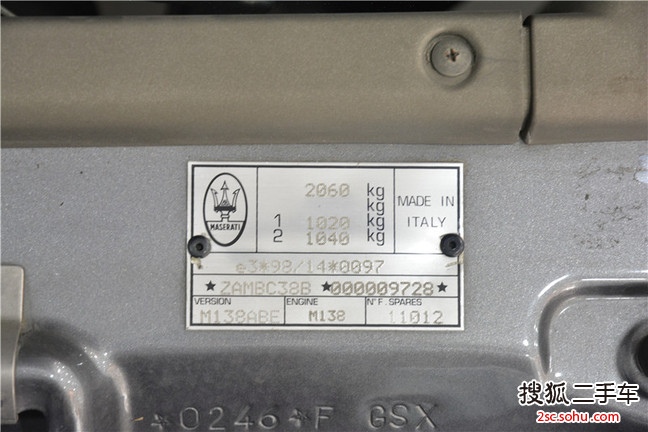 MASERATI
2060 kg
kg
1 1020 kg
2 1040 kg
MADE IN
ITALY
e3*98/14*0097
★ZAMBC38B ★000009728★
VERSION ENGINE N°F. SPARES
M138ABE M138 11012
*0246*F GSX
搜狐二手车
2sc.sohu.com